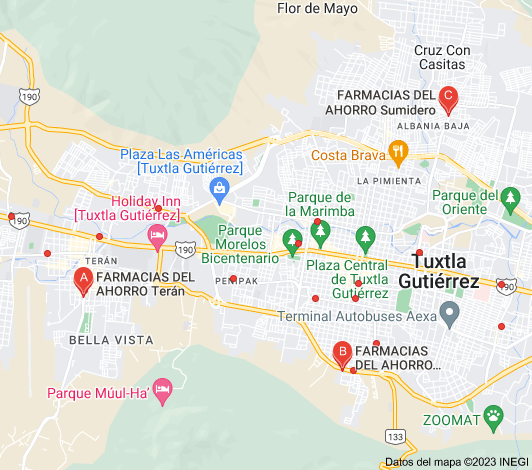 Flor de Mayo
Cruz Con
Casitas
190
FARMACIAS DEL
AHORRO Sumidero
C
ALBANIA BAJA
190
Plaza Las Américas
[Tuxtla Gutiérrez]
Costa Brava
LA PIMIENTA
Holiday Inn
[Tuxtla Gutiérrez]
Parque de
la Marimba
Parque del
Oriente
190
Parque
Morelos
Bicentenario
TERÁN
Plaza Central
de Tuxtla
Gutiérrez
Tuxtla
Gutiérrez
A
FARMACIAS DEL
AHORRO Terán
PENIPAK
Terminal Autobuses Aexa
BELLA VISTA
B
FARMACIAS
DEL AHORRO...
Parque Múul-Ha’
ZOOMAT
133
Datos del mapa ©2023 INEGI